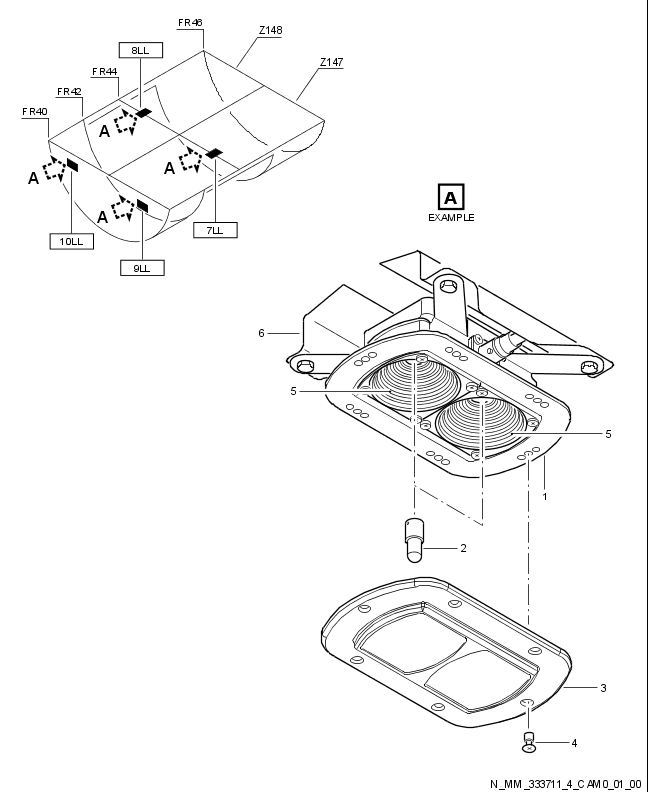 FR46
Z148
8LL
Z147
FR44
FR42
FR40
A
A
A
A
7LL
10LL
9LL
A
EXAMPLE
6
5
5
1
2
3
4
N_MM_333711_4_CAM0_01_00